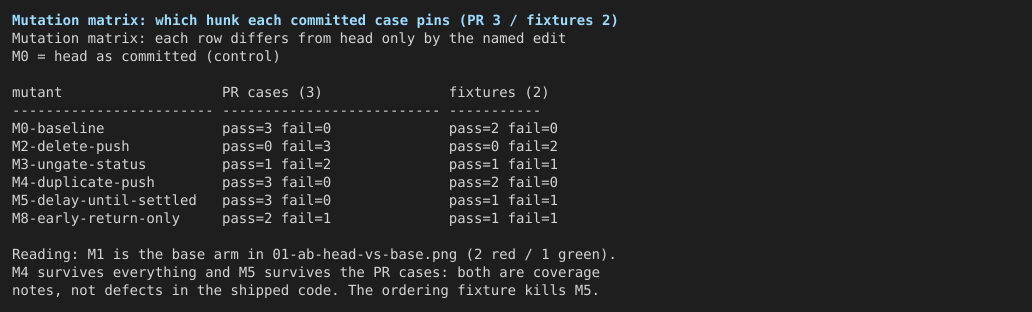 Mutation matrix: which hunk each committed case pins (PR 3 / fixtures 2)
Mutation matrix: each row differs from head only by the named edit
M0 = head as committed (control)
mutant PR cases (3) fixtures (2)
------------------------ -------------------------- -----------
M0-baseline pass=3 fail=0 pass=2 fail=0
M2-delete-push pass=0 fail=3 pass=0 fail=2
M3-ungate-status pass=1 fail=2 pass=1 fail=1
M4-duplicate-push pass=3 fail=0 pass=2 fail=0
M5-delay-until-settled pass=3 fail=0 pass=1 fail=1
M8-early-return-only pass=2 fail=1 pass=1 fail=1
Reading: M1 is the base arm in 01-ab-head-vs-base.png (2 red / 1 green).
M4 survives everything and M5 survives the PR cases: both are coverage
notes, not defects in the shipped code. The ordering fixture kills M5.